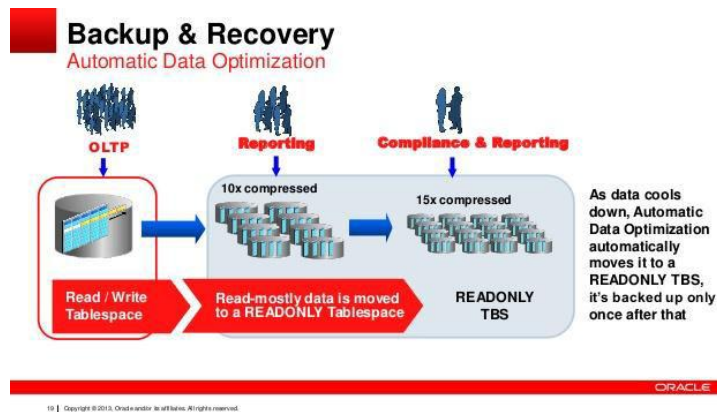 Backup & Recovery
Automatic Data Optimization
OLTP
Reporting
Compliance & Reporting
10x compressed
15x compressed
Read / Write
Tablespace
Read-mostly data is moved
to a READONLY Tablespace
READONLY
TBS
As data cools
down, Automatic
Data Optimization
automatically
moves it to a
READONLY TBS,
it's backed up only
once after that
ORACLE
19 | Copyright © 2013, Oracle and/or its affiliates. All rights reserved.